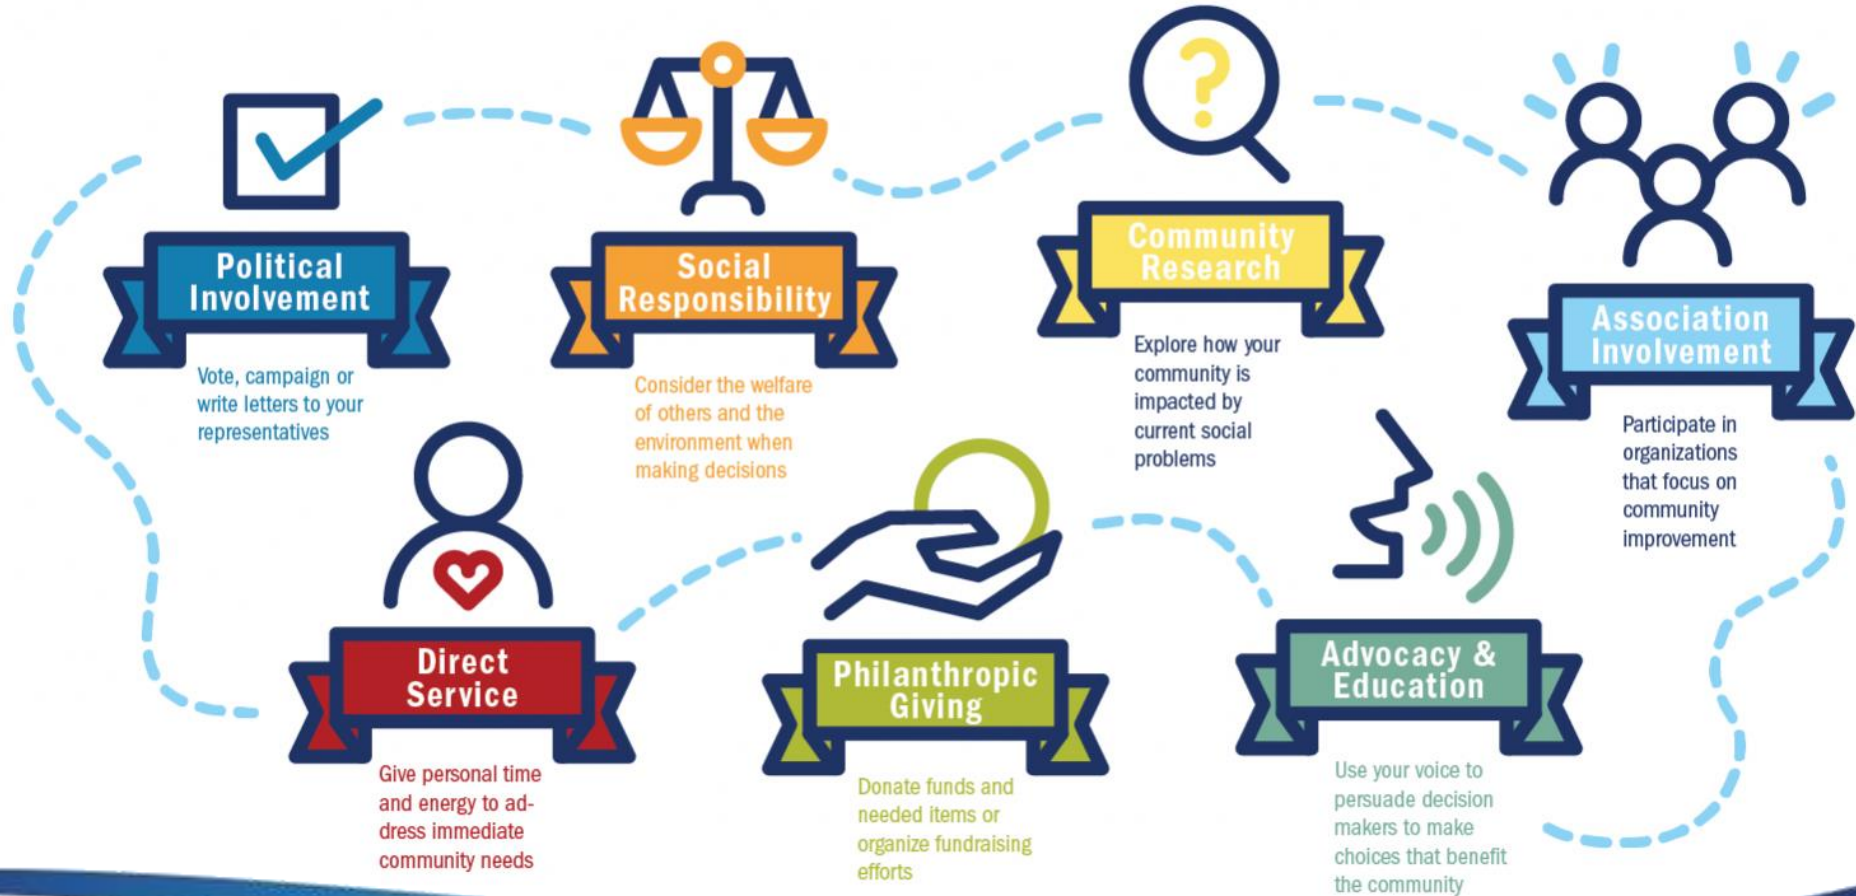 Political
Involvement
Vote, campaign or
write letters to your
representatives
Social
Responsibility
Consider the welfare
of others and the
environment when
making decisions
Community
Research
Explore how your
community is
impacted by
current social
problems
Association
Involvement
Participate in
organizations
that focus on
community
improvement
Direct
Service
Give personal time
and energy to ad-
dress immediate
community needs
Philanthropic
Giving
Donate funds and
needed items or
organize fundraising
efforts
Advocacy &
Education
Use your voice to
persuade decision
makers to make
choices that benefit
the community